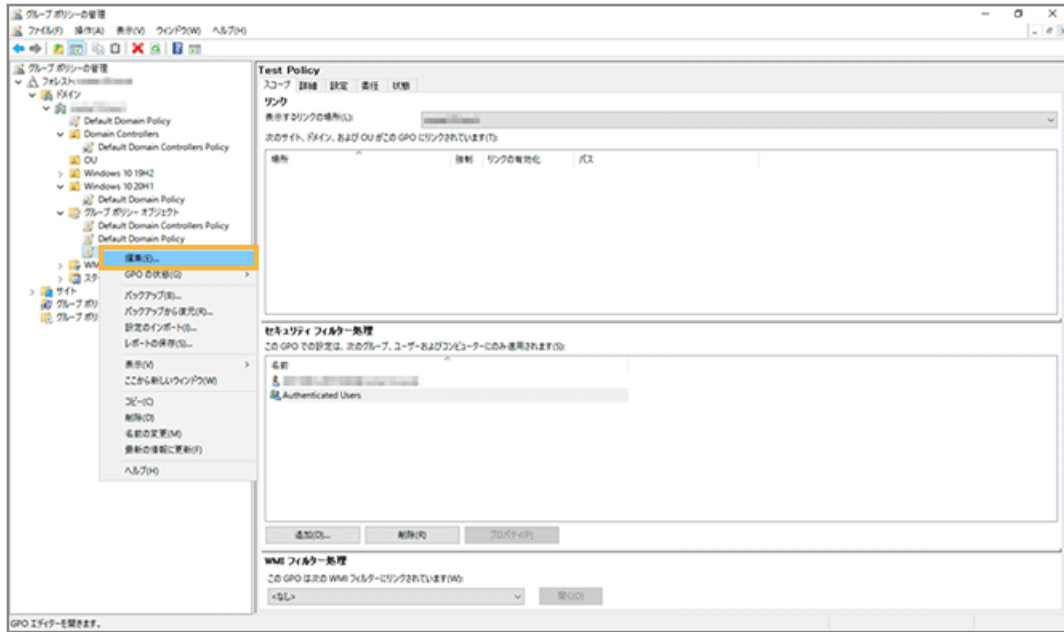 グループ ポリシーの管理
ファイル(F) 操作(A) 表示(V) ウィンドウ(W) ヘルプ(H)
グループ ポリシーの管理
フォレスト:
ドメイン
Default Domain Policy
Domain Controllers
Default Domain Controllers Policy
OU
Windows 10 19H2
Windows 10 20H1
Default Domain Policy
グループ ポリシー オブジェクト
Default Domain Controllers Policy
Default Domain Policy
WM
スタ
サイト
グループ ポリ
グループ ポリ
編集(E)...
GPO の状態(G)
バックアップ(B)...
バックアップから復元(R)...
設定のインポート(I)...
レポートの保存(S)...
表示(V)
ここから新しいウィンドウ(W)
コピー(C)
削除(D)
名前の変更(M)
最新の情報に更新(F)
ヘルプ(H)
Test Policy
スコープ 詳細 設定 委任 状態
リンク
表示するリンクの場所(L):
次のサイト、ドメイン、および OU がこの GPO にリンクされています(T):
場所 強制 リンクの有効化 パス
セキュリティ フィルター処理
この GPO での設定は、次のグループ、ユーザーおよびコンピューターにのみ適用されます(S):
名前
Authenticated Users
追加(D)... 削除(R) プロパティ(P)
WMI フィルター処理
この GPO は次の WMI フィルターにリンクされています(W):
<なし> 開く(O)
GPO エディターを開きます。